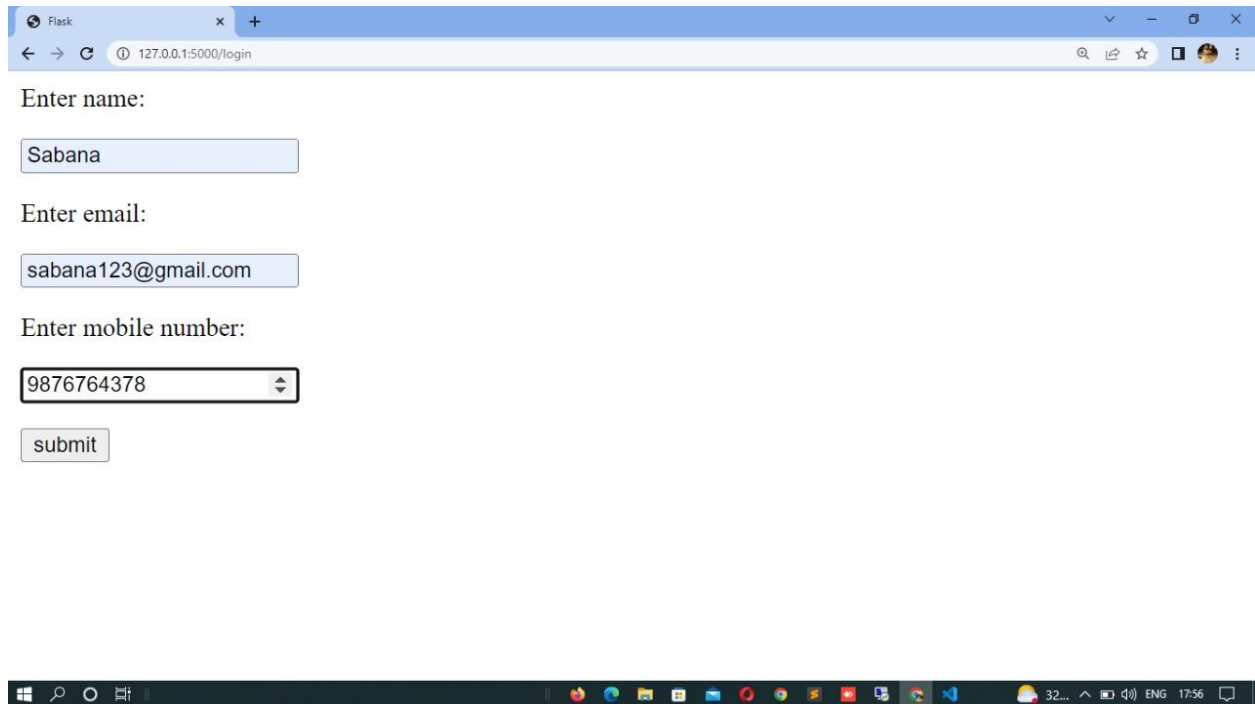 Flask
127.0.0.1:5000/login
Enter name:
Sabana
Enter email:
sabana123@gmail.com
Enter mobile number:
9876764378
submit
32... ENG 17:56